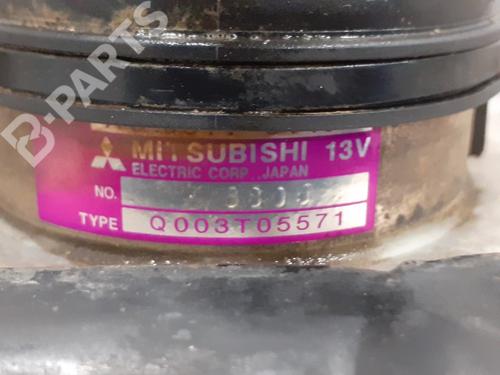 B-PARTS
MITSUBISHI 13V
ELECTRIC CORP., JAPAN
NO.
TYPE Q003T05571